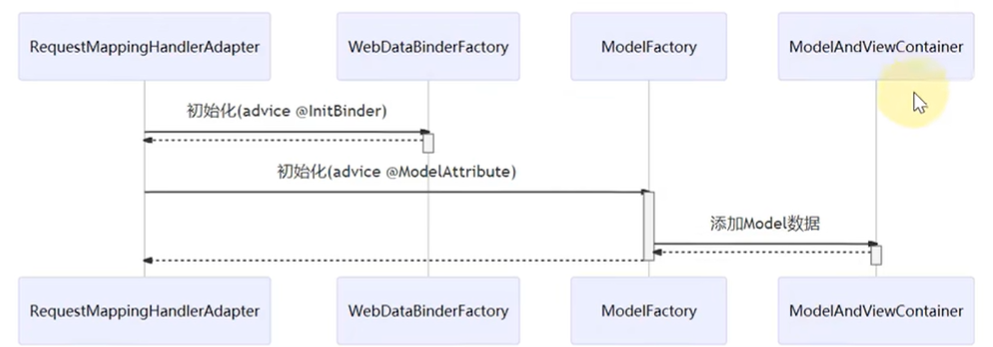 RequestMappingHandlerAdapter
WebDataBinderFactory
ModelFactory
ModelAndViewContainer
初始化(advice @InitBinder)
初始化(advice @ModelAttribute)
添加Model数据
RequestMappingHandlerAdapter
WebDataBinderFactory
ModelFactory
ModelAndViewContainer